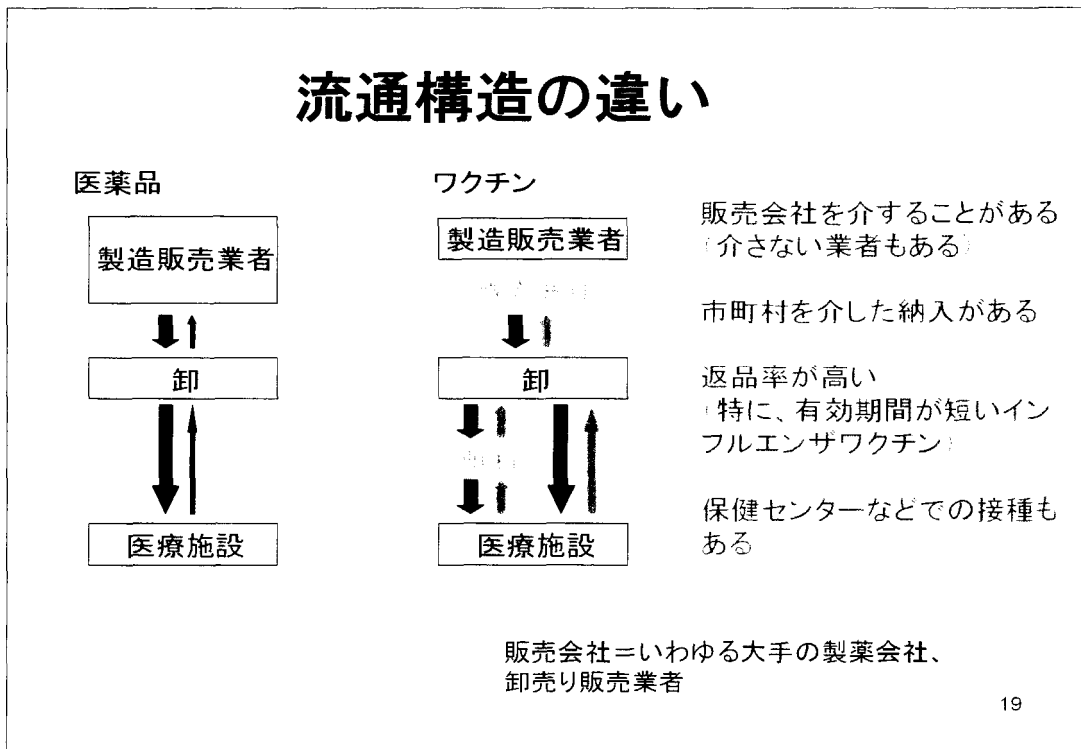 流通構造の違い
医薬品
製造販売業者
卸
医療施設
ワクチン
製造販売業者
卸
医療施設
販売会社を介することがある
(介さない業者もある)
市町村を介した納入がある
返品率が高い
(特に、有効期間が短いイン
フルエンザワクチン)
保健センターなどでの接種も
ある
販売会社=いわゆる大手の製薬会社、
卸売り販売業者
19